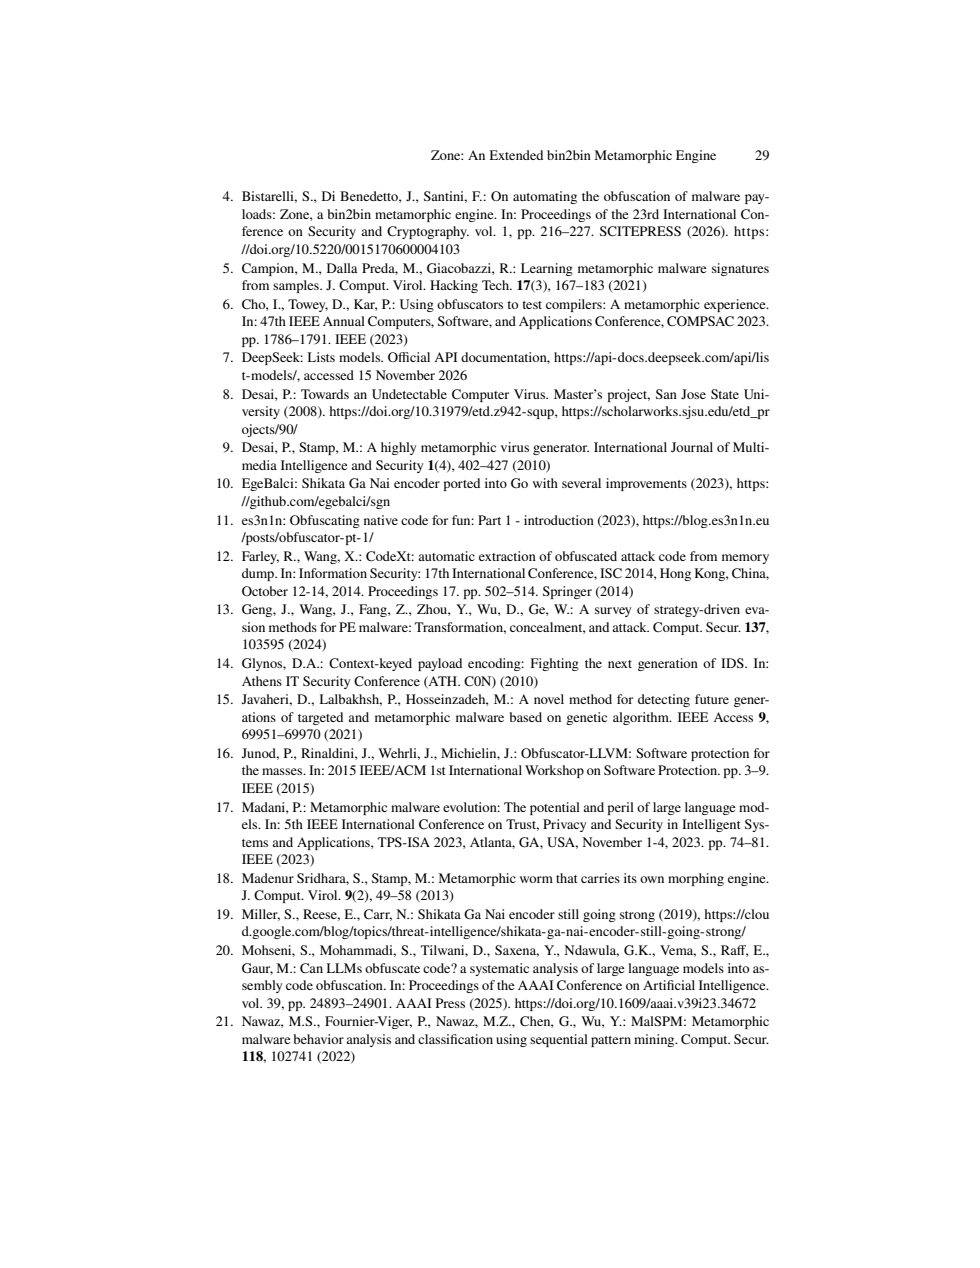 Zone: An Extended bin2bin Metamorphic Engine 29
4. Bistarelli, S., Di Benedetto, J., Santini, F.: On automating the obfuscation of malware pay-
loads: Zone, a bin2bin metamorphic engine. In: Proceedings of the 23rd International Con-
ference on Security and Cryptography. vol. 1, pp. 216–227. SCITEPRESS (2026). https:
//doi.org/10.5220/0015170600004103
5. Campion, M., Dalla Preda, M., Giacobazzi, R.: Learning metamorphic malware signatures
from samples. J. Comput. Virol. Hacking Tech. 17(3), 167–183 (2021)
6. Cho, I., Towey, D., Kar, P.: Using obfuscators to test compilers: A metamorphic experience.
In: 47th IEEE Annual Computers, Software, and Applications Conference, COMPSAC 2023.
pp. 1786–1791. IEEE (2023)
7. DeepSeek: Lists models. Official API documentation, https://api-docs.deepseek.com/api/lis
t-models/, accessed 15 November 2026
8. Desai, P.: Towards an Undetectable Computer Virus. Master's project, San Jose State Uni-
versity (2008). https://doi.org/10.31979/etd.z942-squp, https://scholarworks.sjsu.edu/etd_pr
ojects/90/
9. Desai, P., Stamp, M.: A highly metamorphic virus generator. International Journal of Multi-
media Intelligence and Security 1(4), 402–427 (2010)
10. EgeBalci: Shikata Ga Nai encoder ported into Go with several improvements (2023), https:
//github.com/egebalci/sgn
11. es3n1n: Obfuscating native code for fun: Part 1 - introduction (2023), https://blog.es3n1n.eu
/posts/obfuscator-pt-1/
12. Farley, R., Wang, X.: CodeXt: automatic extraction of obfuscated attack code from memory
dump. In: Information Security: 17th International Conference, ISC 2014, Hong Kong, China,
October 12-14, 2014. Proceedings 17. pp. 502–514. Springer (2014)
13. Geng, J., Wang, J., Fang, Z., Zhou, Y., Wu, D., Ge, W.: A survey of strategy-driven eva-
sion methods for PE malware: Transformation, concealment, and attack. Comput. Secur. 137,
103595 (2024)
14. Glynos, D.A.: Context-keyed payload encoding: Fighting the next generation of IDS. In:
Athens IT Security Conference (ATH. C0N) (2010)
15. Javaheri, D., Lalbakhsh, P., Hosseinzadeh, M.: A novel method for detecting future gener-
ations of targeted and metamorphic malware based on genetic algorithm. IEEE Access 9,
69951–69970 (2021)
16. Junod, P., Rinaldini, J., Wehrli, J., Michielin, J.: Obfuscator-LLVM: Software protection for
the masses. In: 2015 IEEE/ACM 1st International Workshop on Software Protection. pp. 3–9.
IEEE (2015)
17. Madani, P.: Metamorphic malware evolution: The potential and peril of large language mod-
els. In: 5th IEEE International Conference on Trust, Privacy and Security in Intelligent Sys-
tems and Applications, TPS-ISA 2023, Atlanta, GA, USA, November 1-4, 2023. pp. 74–81.
IEEE (2023)
18. Madenur Sridhara, S., Stamp, M.: Metamorphic worm that carries its own morphing engine.
J. Comput. Virol. 9(2), 49–58 (2013)
19. Miller, S., Reese, E., Carr, N.: Shikata Ga Nai encoder still going strong (2019), https://clou
d.google.com/blog/topics/threat-intelligence/shikata-ga-nai-encoder-still-going-strong/
20. Mohseni, S., Mohammadi, S., Tilwani, D., Saxena, Y., Ndawula, G.K., Vema, S., Raff, E.,
Gaur, M.: Can LLMs obfuscate code? a systematic analysis of large language models into as-
sembly code obfuscation. In: Proceedings of the AAAI Conference on Artificial Intelligence.
vol. 39, pp. 24893–24901. AAAI Press (2025). https://doi.org/10.1609/aaai.v39i23.34672
21. Nawaz, M.S., Fournier-Viger, P., Nawaz, M.Z., Chen, G., Wu, Y.: MalSPM: Metamorphic
malware behavior analysis and classification using sequential pattern mining. Comput. Secur.
118, 102741 (2022)